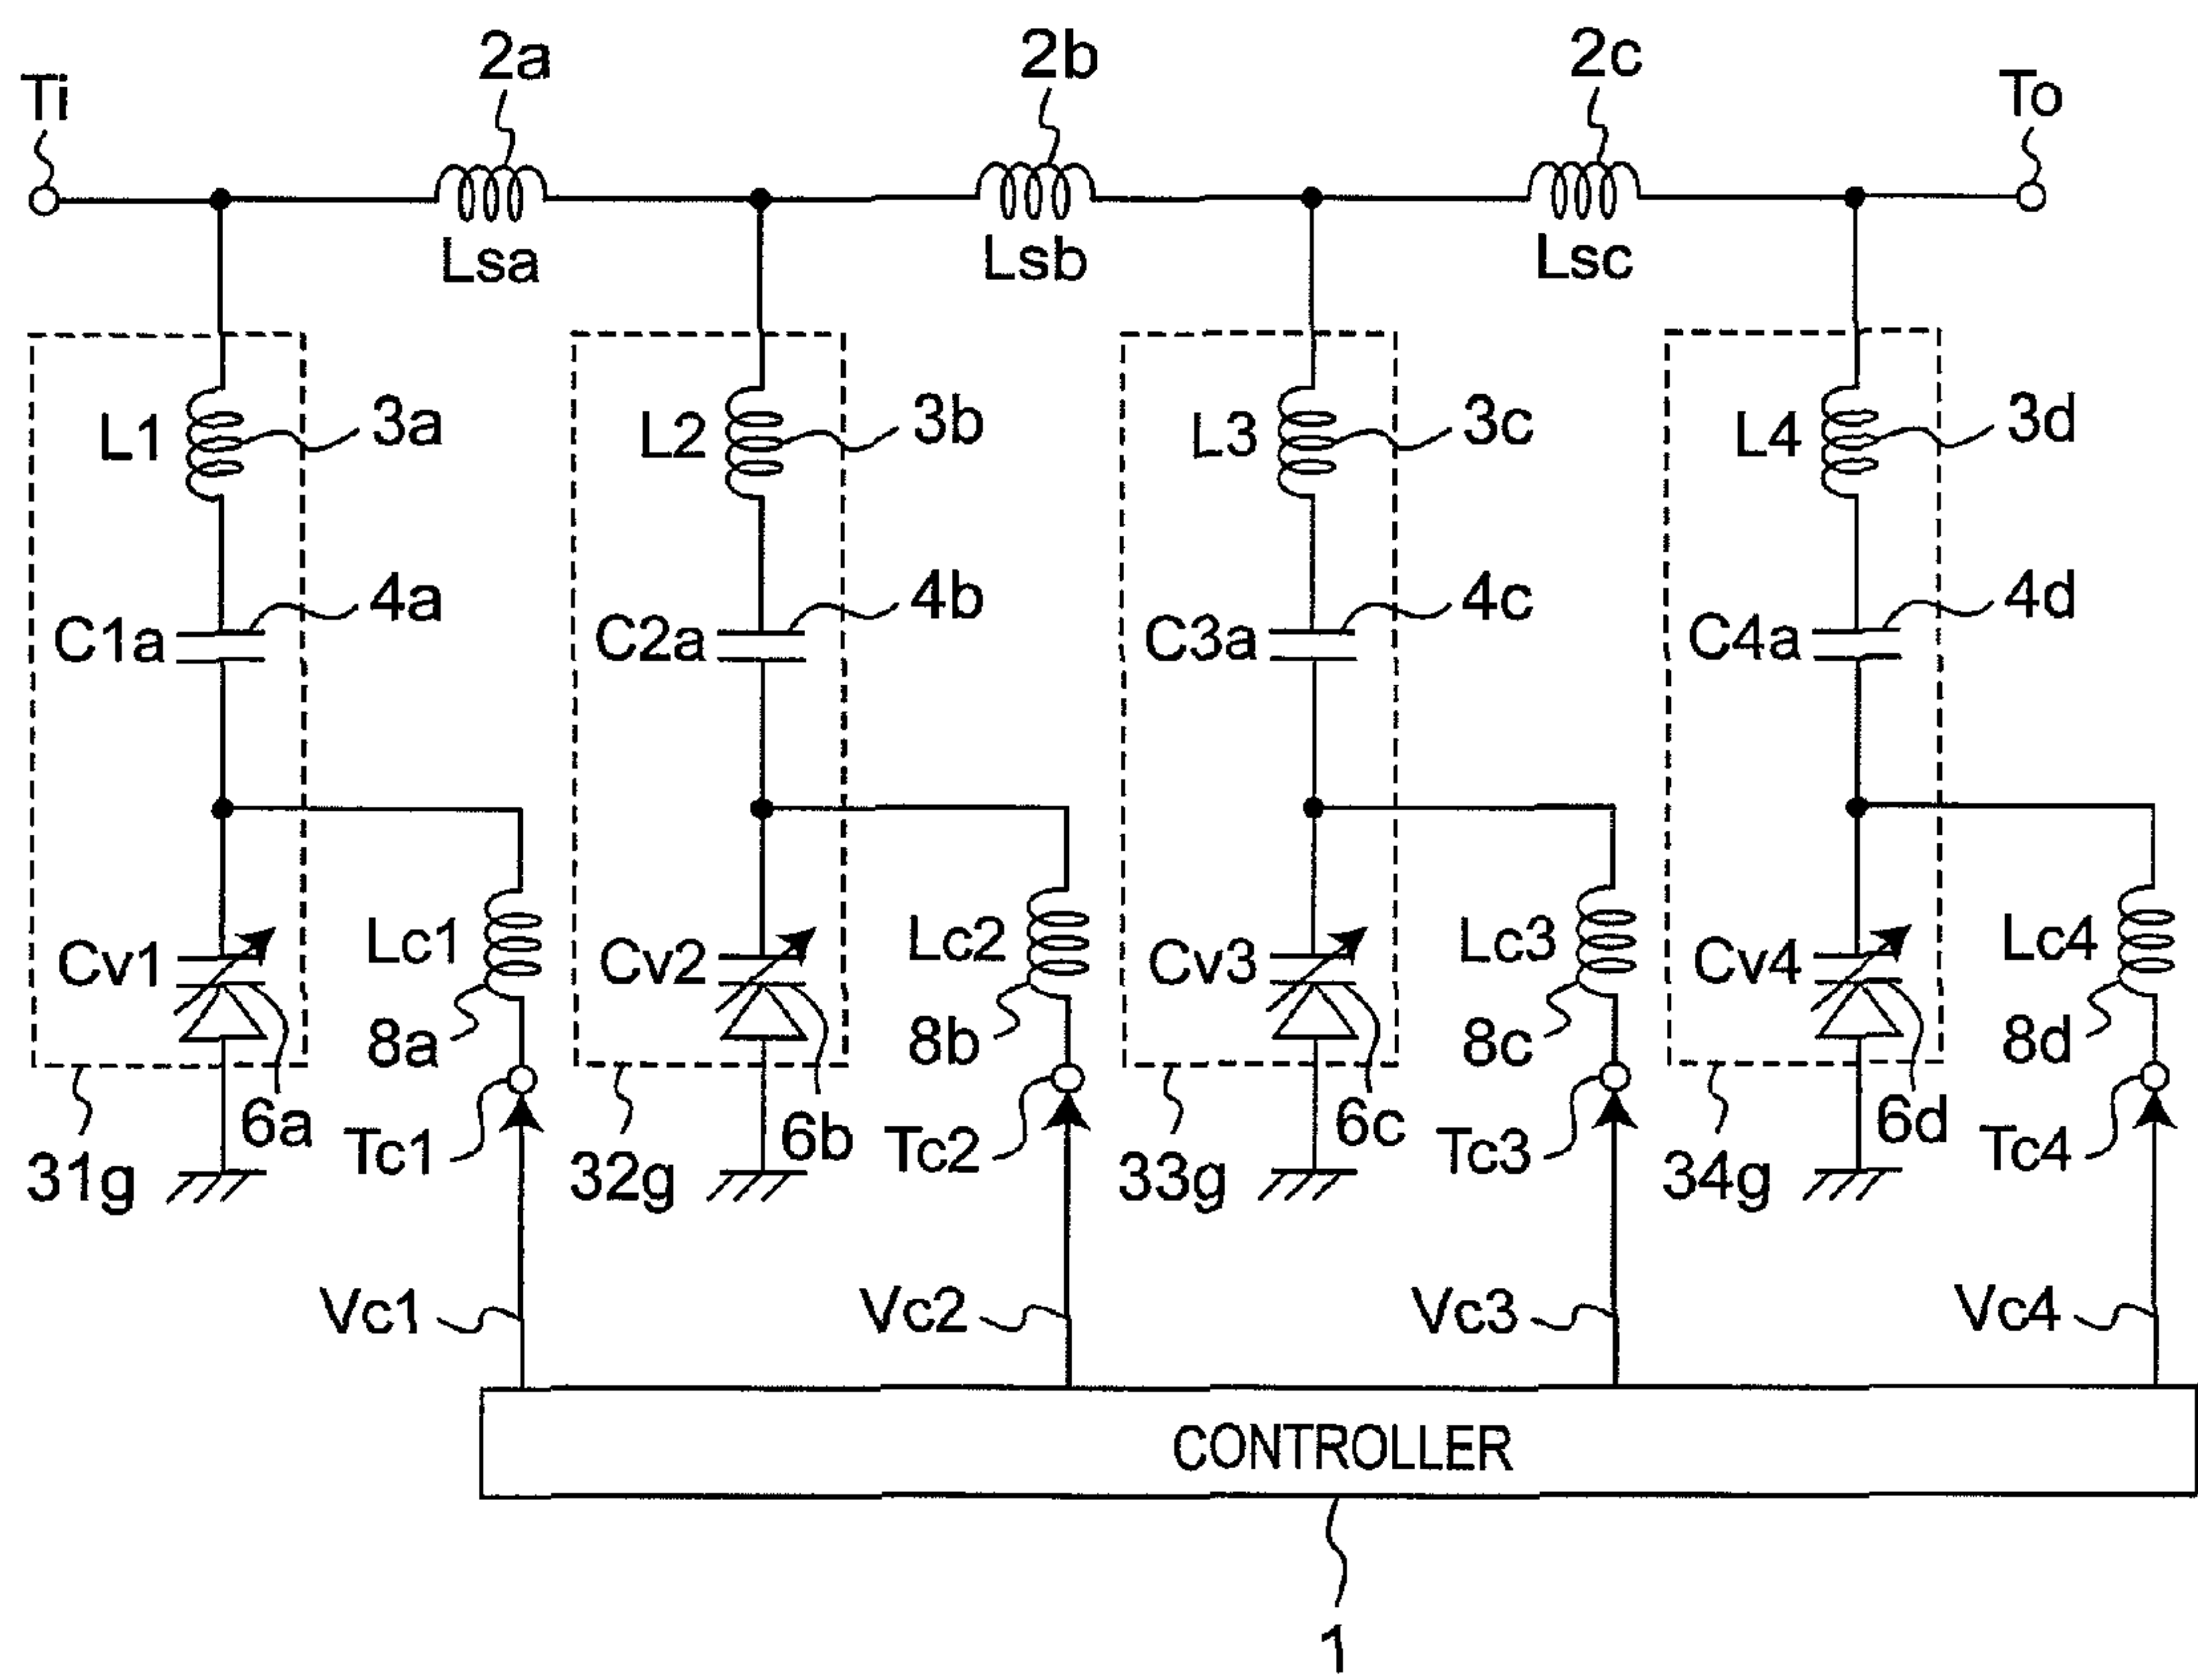 2a 2b 2c
Ti To
Lsa Lsb Lsc
L1 3a L2 3b L3 3c L4 3d
C1a 4a C2a 4b C3a 4c C4a 4d
Cv1 Lc1 Cv2 Lc2 Cv3 Lc3 Cv4 Lc4
8a 8b 8c 8d
6a Tc1 6b Tc2 6c Tc3 6d Tc4
31g 32g 33g 34g
Vc1 Vc2 Vc3 Vc4
CONTROLLER
1